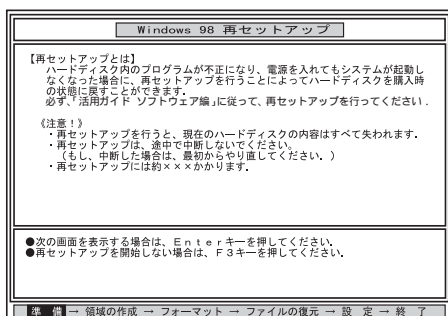 Windows 98 再セットアップ
【再セットアップとは】
ハードディスク内のプログラムが不正になり、電源を入れてもシステムが起動し
なくなった場合に、再セットアップを行うことによってハードディスクを購入時
の状態に戻すことができます。
必ず、「活用ガイド ソフトウェア編」に従って、再セットアップを行ってください．
《注意！》
・再セットアップを行うと、現在のハードディスクの内容はすべて失われます．
・再セットアップは、途中で中断しないでください。
（もし、中断した場合は、最初からやり直してください．）
・再セットアップには約×××かかります．
●次の画面を表示する場合は、Ｅｎｔｅｒキーを押してください．
●再セットアップを開始しない場合は、Ｆ３キーを押してください．
準 備 → 領域の作成 → フォーマット → ファイルの復元 → 設 定 → 終 了